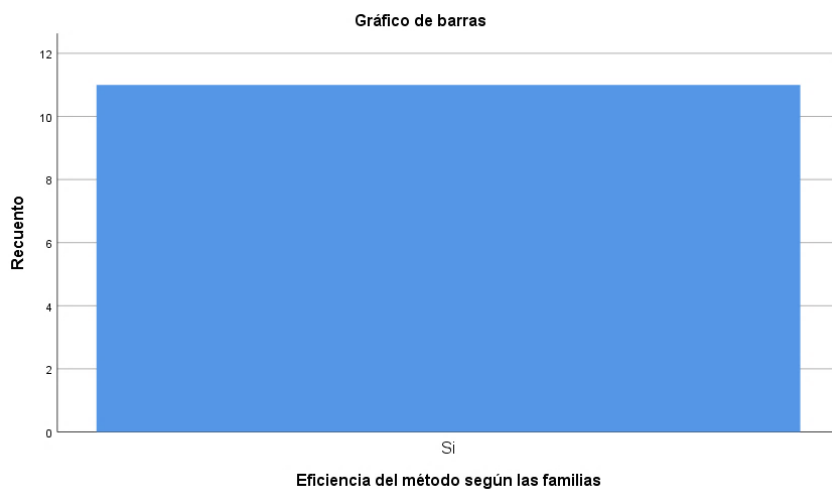 Gráfico de barras
12
10
8
6
4
2
0
Recuento
Si
Eficiencia del método según las familias